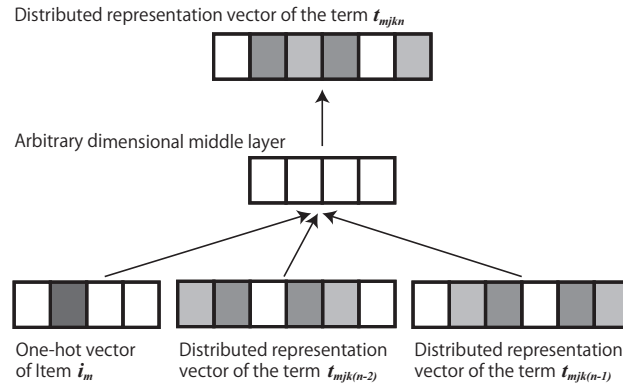 Distributed representation vector of the term t_mjkn
Arbitrary dimensional middle layer
One-hot vector
of Item i_m
Distributed representation
vector of the term t_mjk(n-2)
Distributed representation
vector of the term t_mjk(n-1)